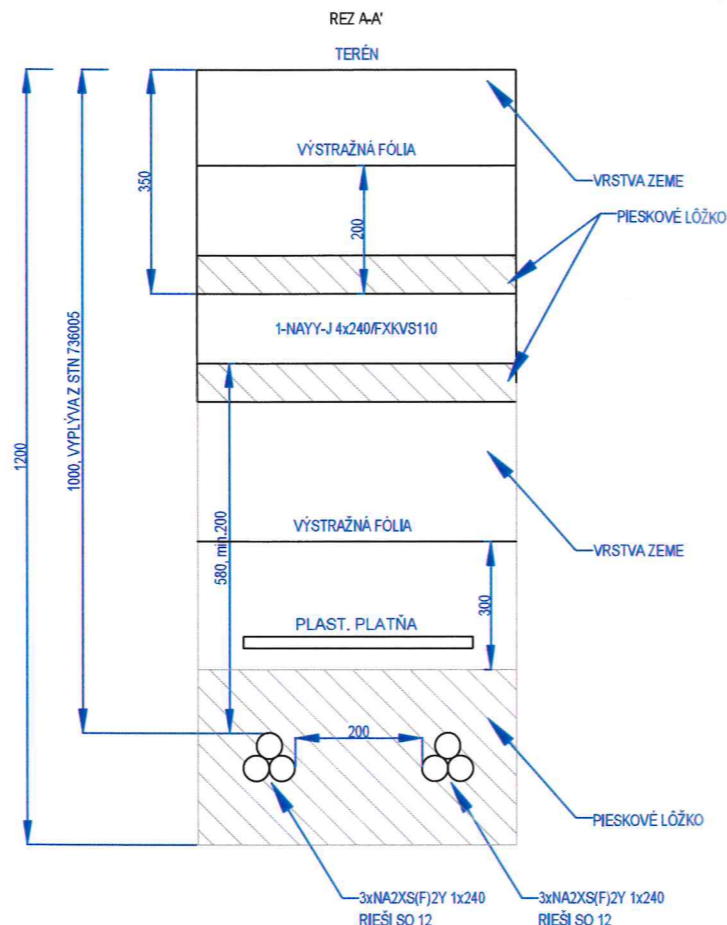 REZ A-A'
TERÉN
VÝSTRAŽNÁ FÓLIA
VRSTVA ZEME
350
200
PIESKOVÉ LÔŽKO
1-NAYY-J 4x240/FXKVS110
1000, VYPLÝVA Z STN 736005
1200
580, min.200
VÝSTRAŽNÁ FÓLIA
VRSTVA ZEME
300
PLAST. PLATŇA
200
PIESKOVÉ LÔŽKO
3xNA2XS(F)2Y 1x240
RIEŠI SO 12
3xNA2XS(F)2Y 1x240
RIEŠI SO 12